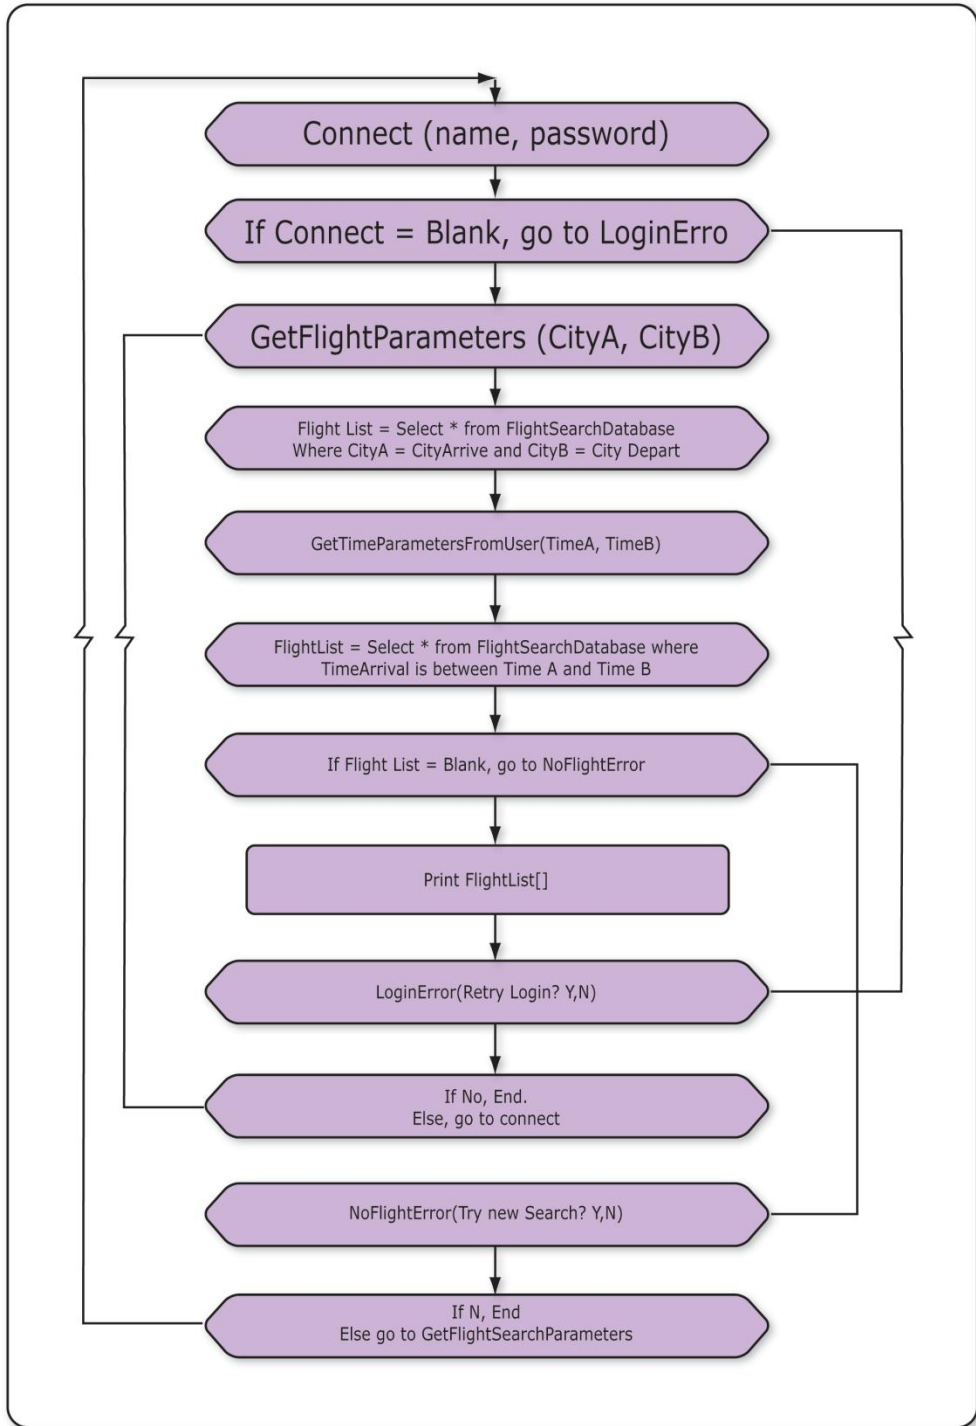 Connect (name, password)
If Connect = Blank, go to LoginErro
GetFlightParameters (CityA, CityB)
Flight List = Select * from FlightSearchDatabase
Where CityA = CityArrive and CityB = City Depart
GetTimeParametersFromUser(TimeA, TimeB)
FlightList = Select * from FlightSearchDatabase where
TimeArrival is between Time A and Time B
If Flight List = Blank, go to NoFlightError
Print FlightList[]
LoginError(Retry Login? Y,N)
If No, End.
Else, go to connect
NoFlightError(Try new Search? Y,N)
If N, End
Else go to GetFlightSearchParameters